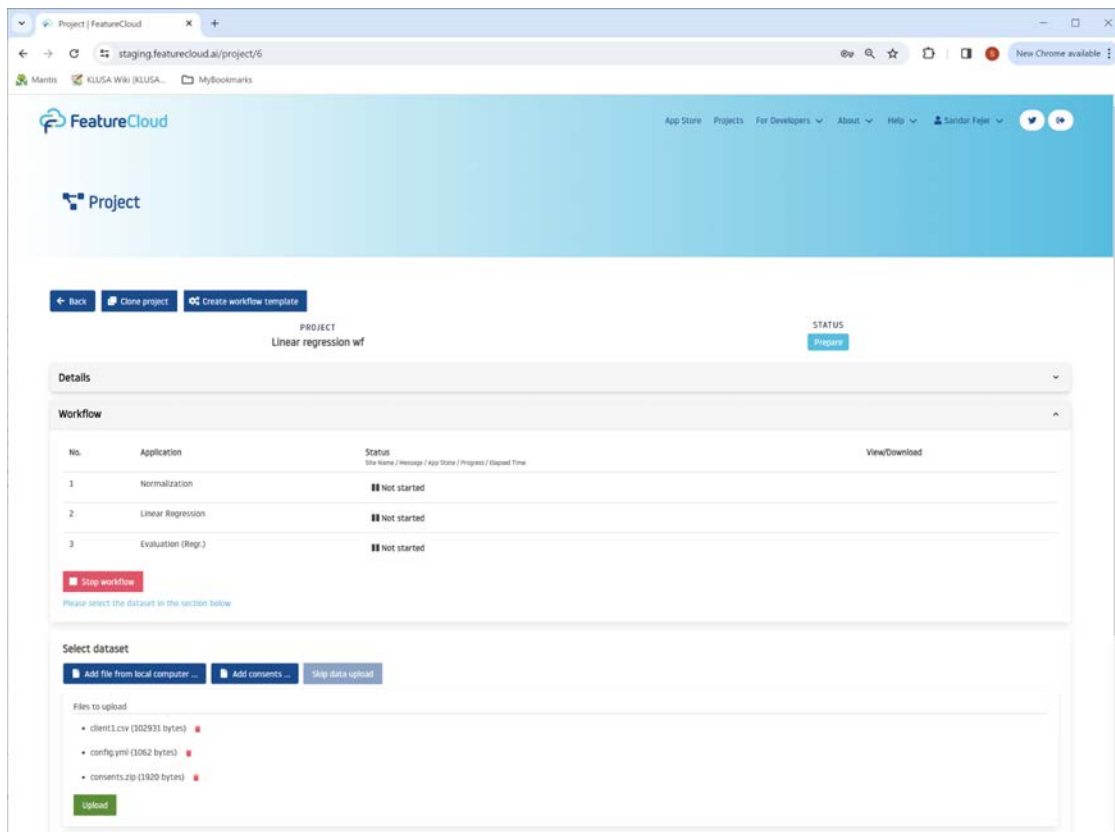 Project | FeatureCloud
staging.featurecloud.ai/project/6
New Chrome available
Mantis KLUSA Wiki [KLUSA... MyBookmarks
FeatureCloud
App Store Projects For Developers About Help Sandor Fejer
Project
Back Clone project Create workflow template
PROJECT STATUS
Linear regression wf Prepare
Details
Workflow
No. Application Status View/Download
Site Name / Message / App State / Progress / Elapsed Time
1 Normalization Not started
2 Linear Regression Not started
3 Evaluation (Regr.) Not started
Stop workflow
Please select the dataset in the section below
Select dataset
Add file from local computer ... Add consents ... Skip data upload
Files to upload
• client1.csv (102931 bytes)
• config.yml (1062 bytes)
• consents.zip (1920 bytes)
Upload